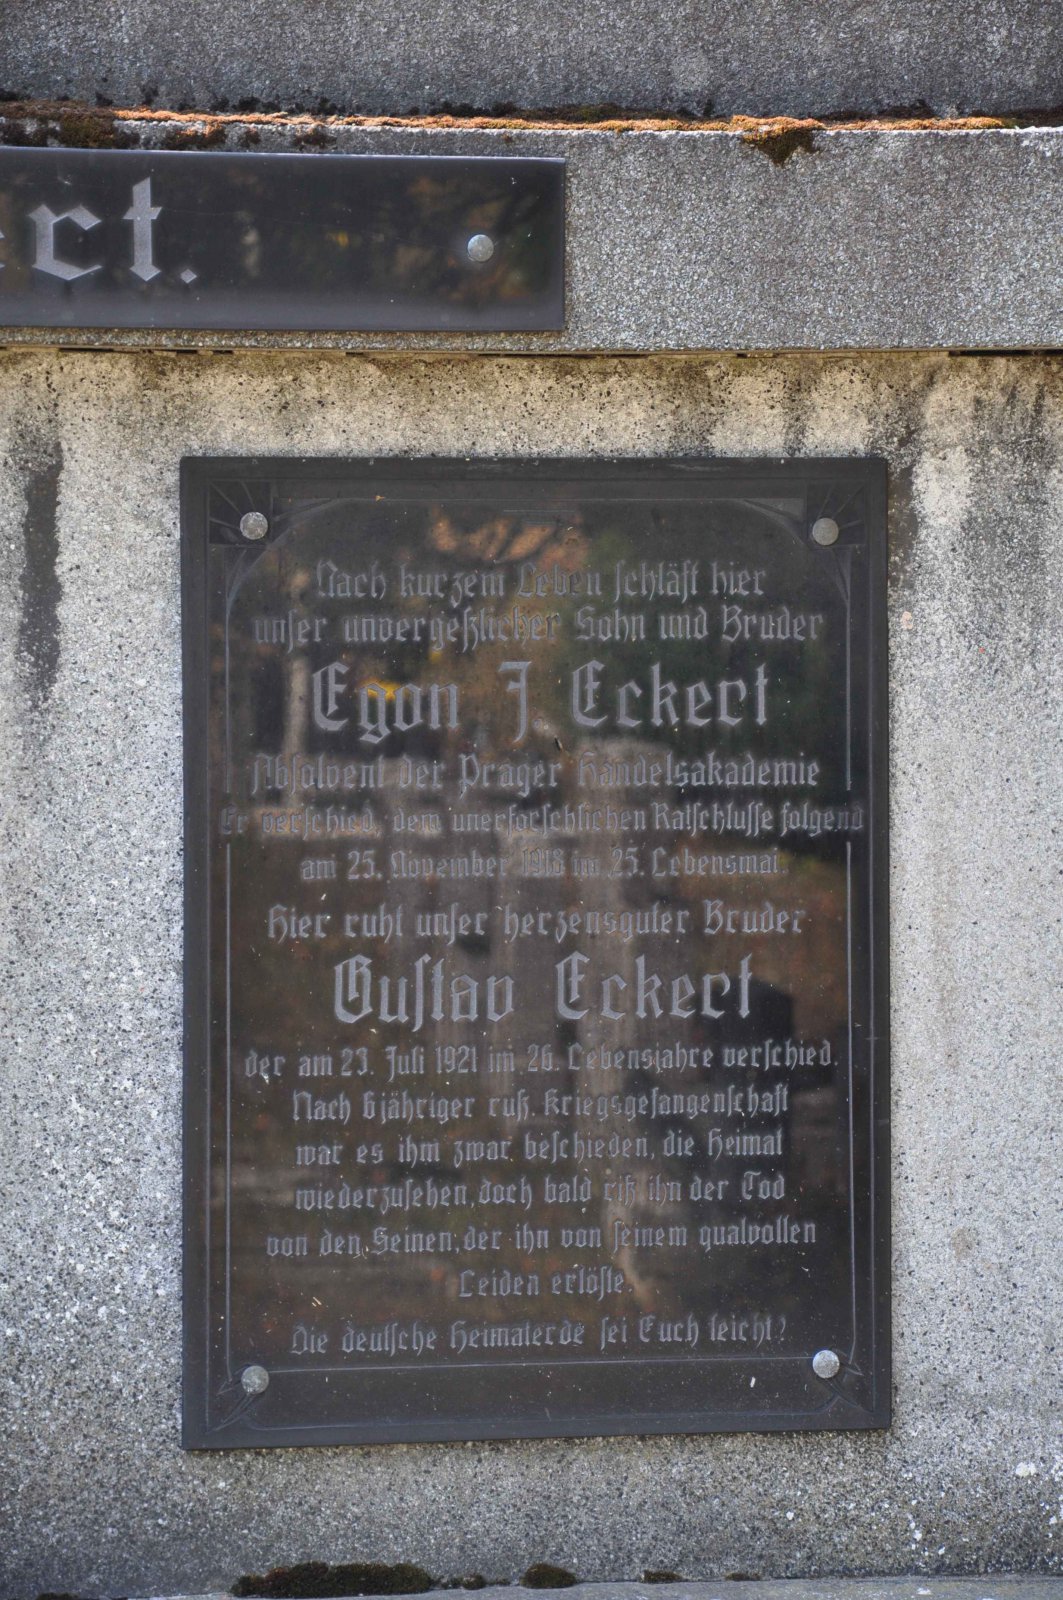 ert.
Nach kurzem Leben schläft hier
unser unvergeßlicher Sohn und Bruder
Egon J. Eckert
Absolvent der Prager Handelsakademie
Er verschied, dem unerforschlichen Ratschlusse folgend
am 25. November 1918 im 25. Lebensmai.
Hier ruht unser herzensguter Bruder
Gustav Eckert
der am 23. Juli 1921 im 26. Lebensjahre verschied.
Nach 6jähriger russ. Kriegsgefangenschaft
war es ihm zwar beschieden, die Heimat
wiederzusehen, doch bald riß ihn der Tod
von den Seinen, der ihn von seinem qualvollen
Leiden erlöste.
Die deutsche Heimaterde sei Euch leicht!